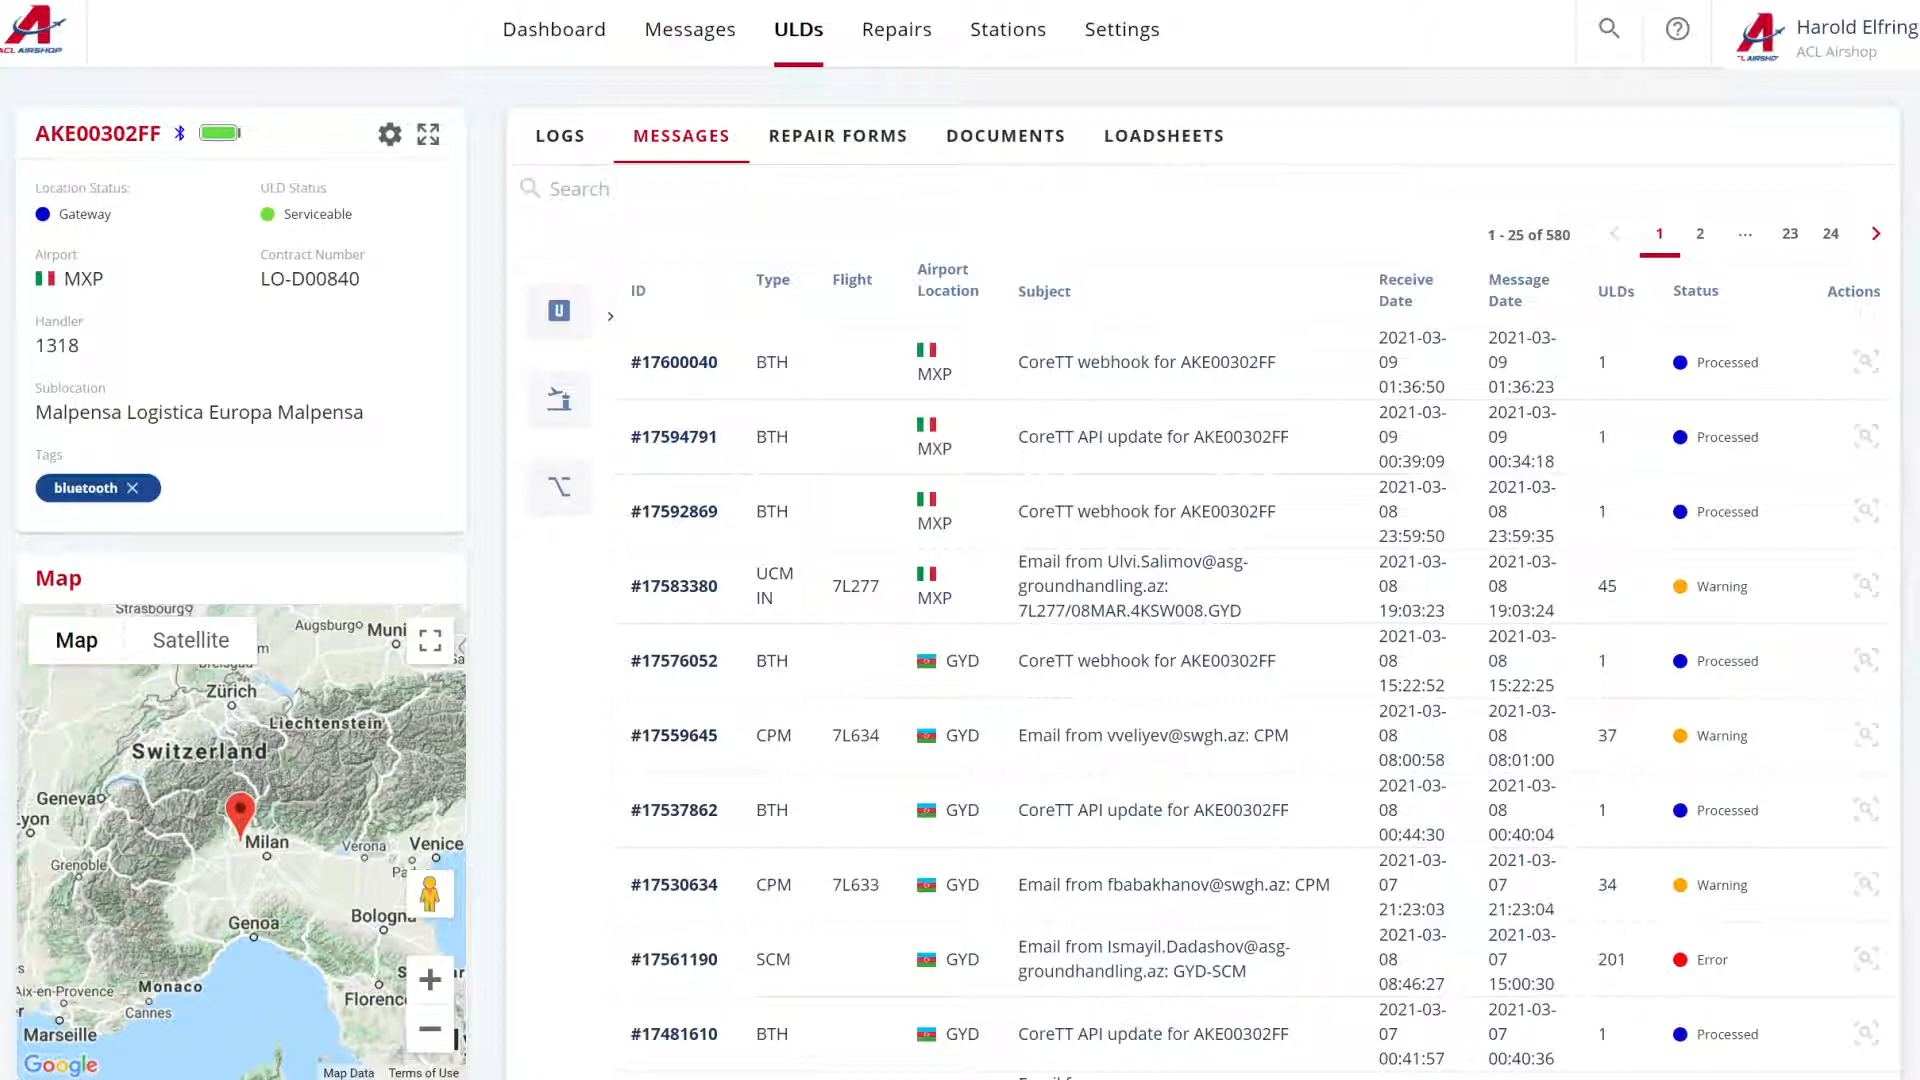 ACL AIRSHOP
Dashboard
Messages
ULDs
Repairs
Stations
Settings
Harold Elfring
ACL Airshop
AKE00302FF
Location Status:
ULD Status
Gateway
Serviceable
Airport
Contract Number
MXP
LO-D00840
Handler
1318
Sublocation
Malpensa Logistica Europa Malpensa
Tags
bluetooth
Map
Map
Satellite
Strasbourg
Augsburg
Zürich
Liechtenstein
Switzerland
Geneva
Milan
Verona
Venice
Grenoble
Genoa
Monaco
Aix-en-Provence
Cannes
Marseille
Google
Map Data
Terms of Use
LOGS
MESSAGES
REPAIR FORMS
DOCUMENTS
LOADSHEETS
Search
1 - 25 of 580
1
2
...
23
24
ID
Type
Flight
Airport
Location
Subject
Receive
Date
Message
Date
ULDs
Status
Actions
#17600040
BTH
MXP
CoreTT webhook for AKE00302FF
2021-03-
09
01:36:50
2021-03-
09
01:36:23
1
Processed
#17594791
BTH
MXP
CoreTT API update for AKE00302FF
2021-03-
09
00:39:09
2021-03-
09
00:34:18
1
Processed
#17592869
BTH
MXP
CoreTT webhook for AKE00302FF
2021-03-
08
23:59:50
2021-03-
08
23:59:35
1
Processed
#17583380
UCM
IN
7L277
MXP
Email from Ulvi.Salimov@asg-
groundhandling.az:
7L277/08MAR.4KSW008.GYD
2021-03-
08
19:03:23
2021-03-
08
19:03:24
45
Warning
#17576052
BTH
GYD
CoreTT webhook for AKE00302FF
2021-03-
08
15:22:52
2021-03-
08
15:22:25
1
Processed
#17559645
CPM
7L634
GYD
Email from vveliyev@swgh.az: CPM
2021-03-
08
08:00:58
2021-03-
08
08:01:00
37
Warning
#17537862
BTH
GYD
CoreTT API update for AKE00302FF
2021-03-
08
00:44:30
2021-03-
08
00:40:04
1
Processed
#17530634
CPM
7L633
GYD
Email from fbabakhanov@swgh.az: CPM
2021-03-
07
21:23:03
2021-03-
07
21:23:04
34
Warning
#17561190
SCM
GYD
Email from Ismayil.Dadashov@asg-
groundhandling.az: GYD-SCM
2021-03-
08
08:46:27
2021-03-
07
15:00:30
201
Error
#17481610
BTH
GYD
CoreTT API update for AKE00302FF
2021-03-
07
00:41:57
2021-03-
07
00:40:36
1
Processed